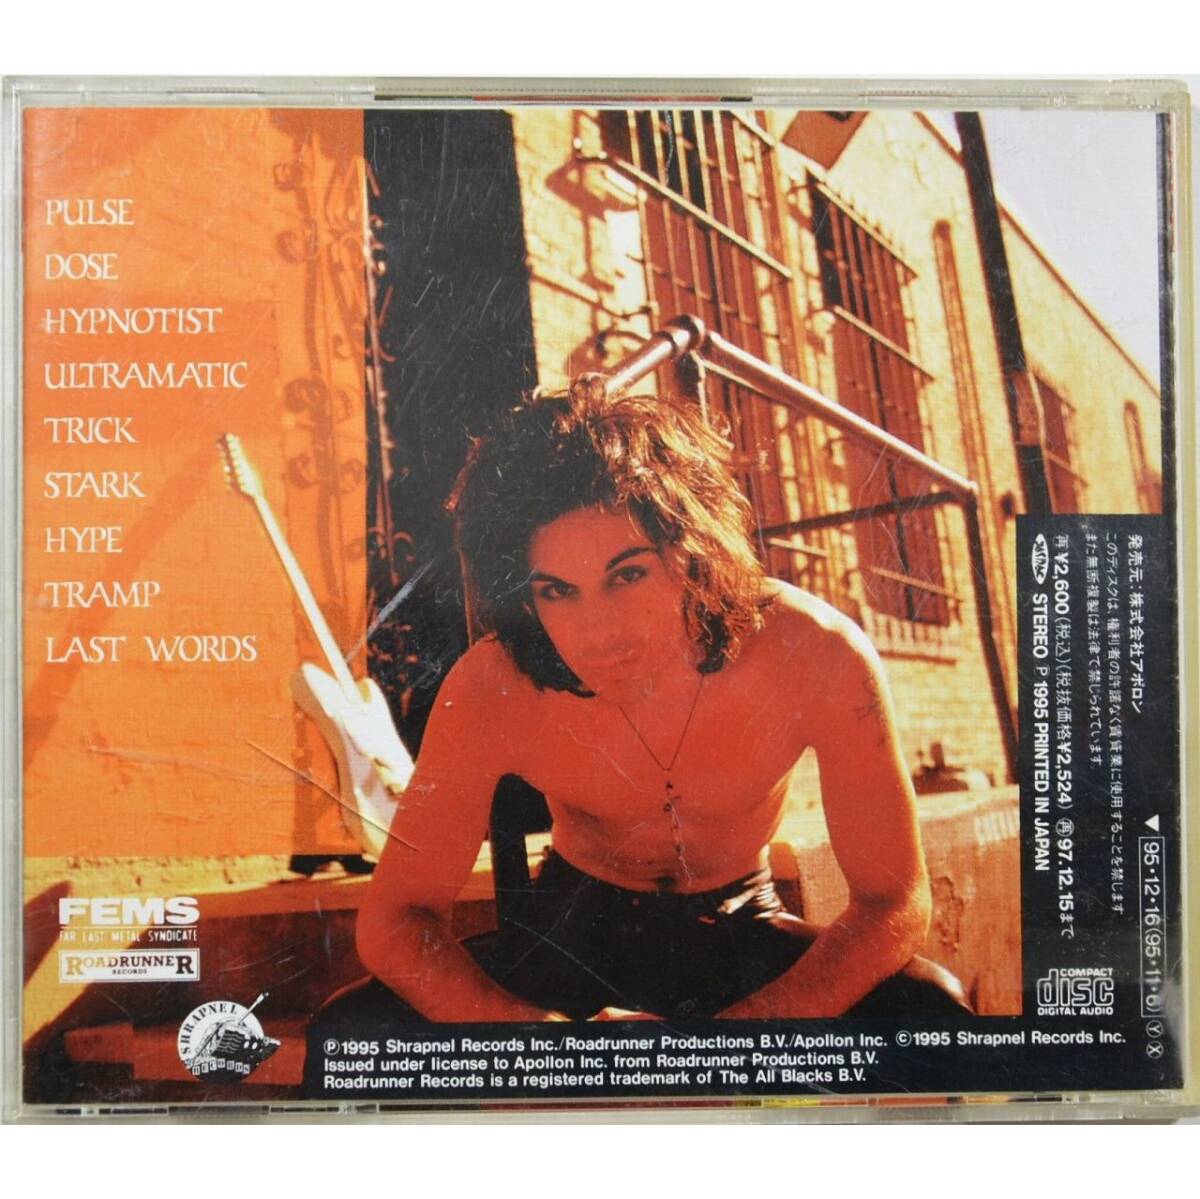 PULSE
DOSE
HYPNOTIST
ULTRAMATIC
TRICK
STARK
HYPE
TRAMP
LAST WORDS
FEMS
FAR EAST METAL SYNDICATE
ROADRUNNER
RECORDS
SHRAPNEL
RECORDS
Ⓟ1995 Shrapnel Records Inc./Roadrunner Productions B.V./Apollon Inc. ©1995 Shrapnel Records Inc.
Issued under license to Apollon Inc. from Roadrunner Productions B.V.
Roadrunner Records is a registered trademark of The All Blacks B.V.
発売元・株式会社アポロン
このディスクは、権利者の許諾なく賃貸業に使用することを禁じます
また無断複製は法律で禁じられています
再¥2,600(税込)(税抜価格¥2,524) 再97.12.15まで
STEREO P 1995 PRINTED IN JAPAN
COMPACT
disc
DIGITAL AUDIO
▼95・12・16(95・11・6)ⓎⓍ